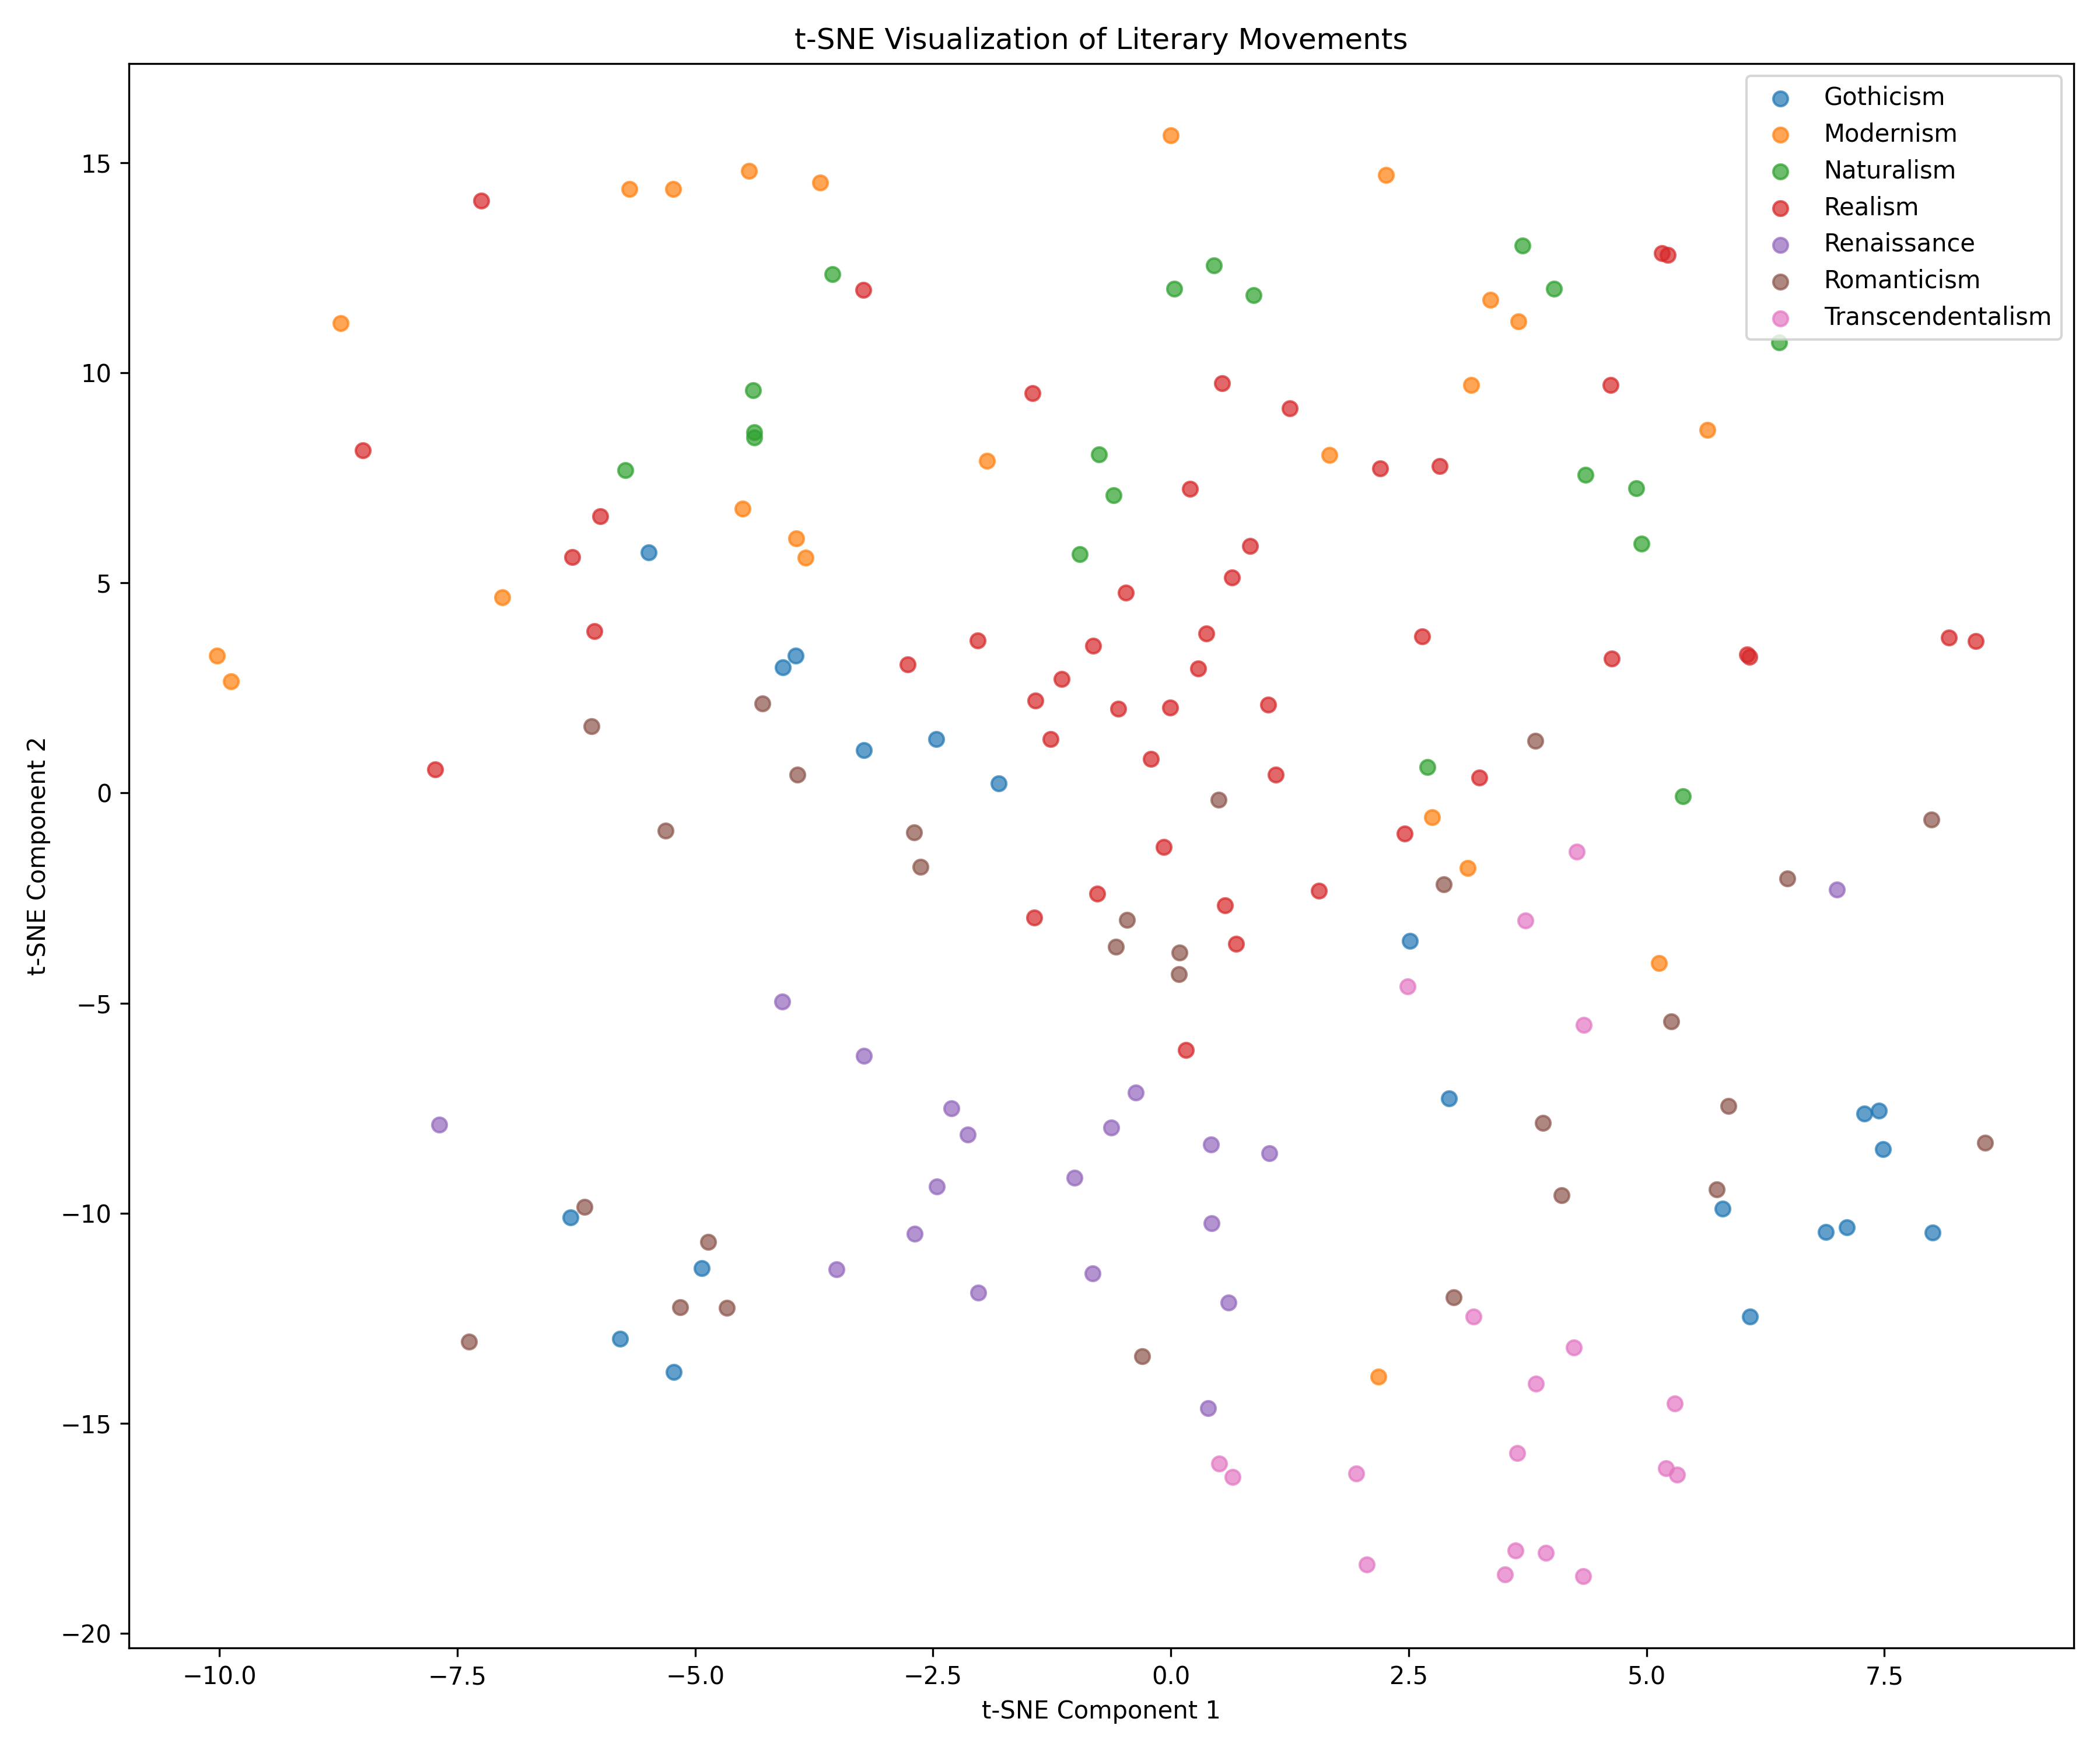 t-SNE Visualization of Literary Movements
Gothicism
Modernism
Naturalism
Realism
Renaissance
Romanticism
Transcendentalism
15
10
5
0
−5
−10
−15
−20
t-SNE Component 2
−10.0 −7.5 −5.0 −2.5 0.0 2.5 5.0 7.5
t-SNE Component 1